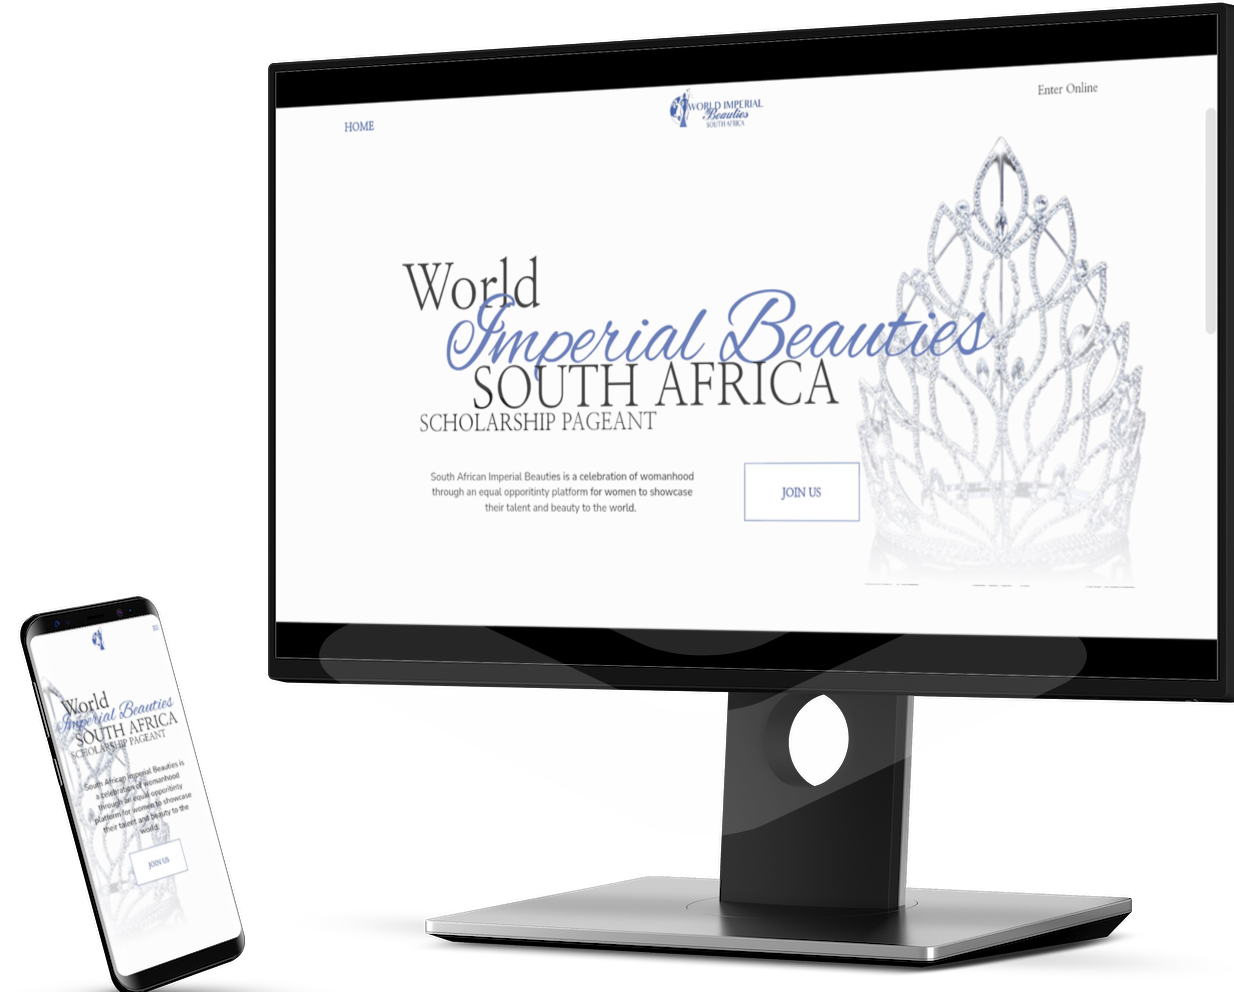 HOME
WORLD IMPERIAL
Beauties
SOUTH AFRICA
Enter Online
World
Imperial Beauties
SOUTH AFRICA
SCHOLARSHIP PAGEANT
South African Imperial Beauties is a celebration of womanhood
through an equal opporitinty platform for women to showcase
their talent and beauty to the world.
JOIN US
World
Imperial Beauties
SOUTH AFRICA
SCHOLARSHIP PAGEANT
South African Imperial Beauties is
a celebration of womanhood
through an equal opporitinty
platform for women to showcase
their talent and beauty to the
world.
JOIN US